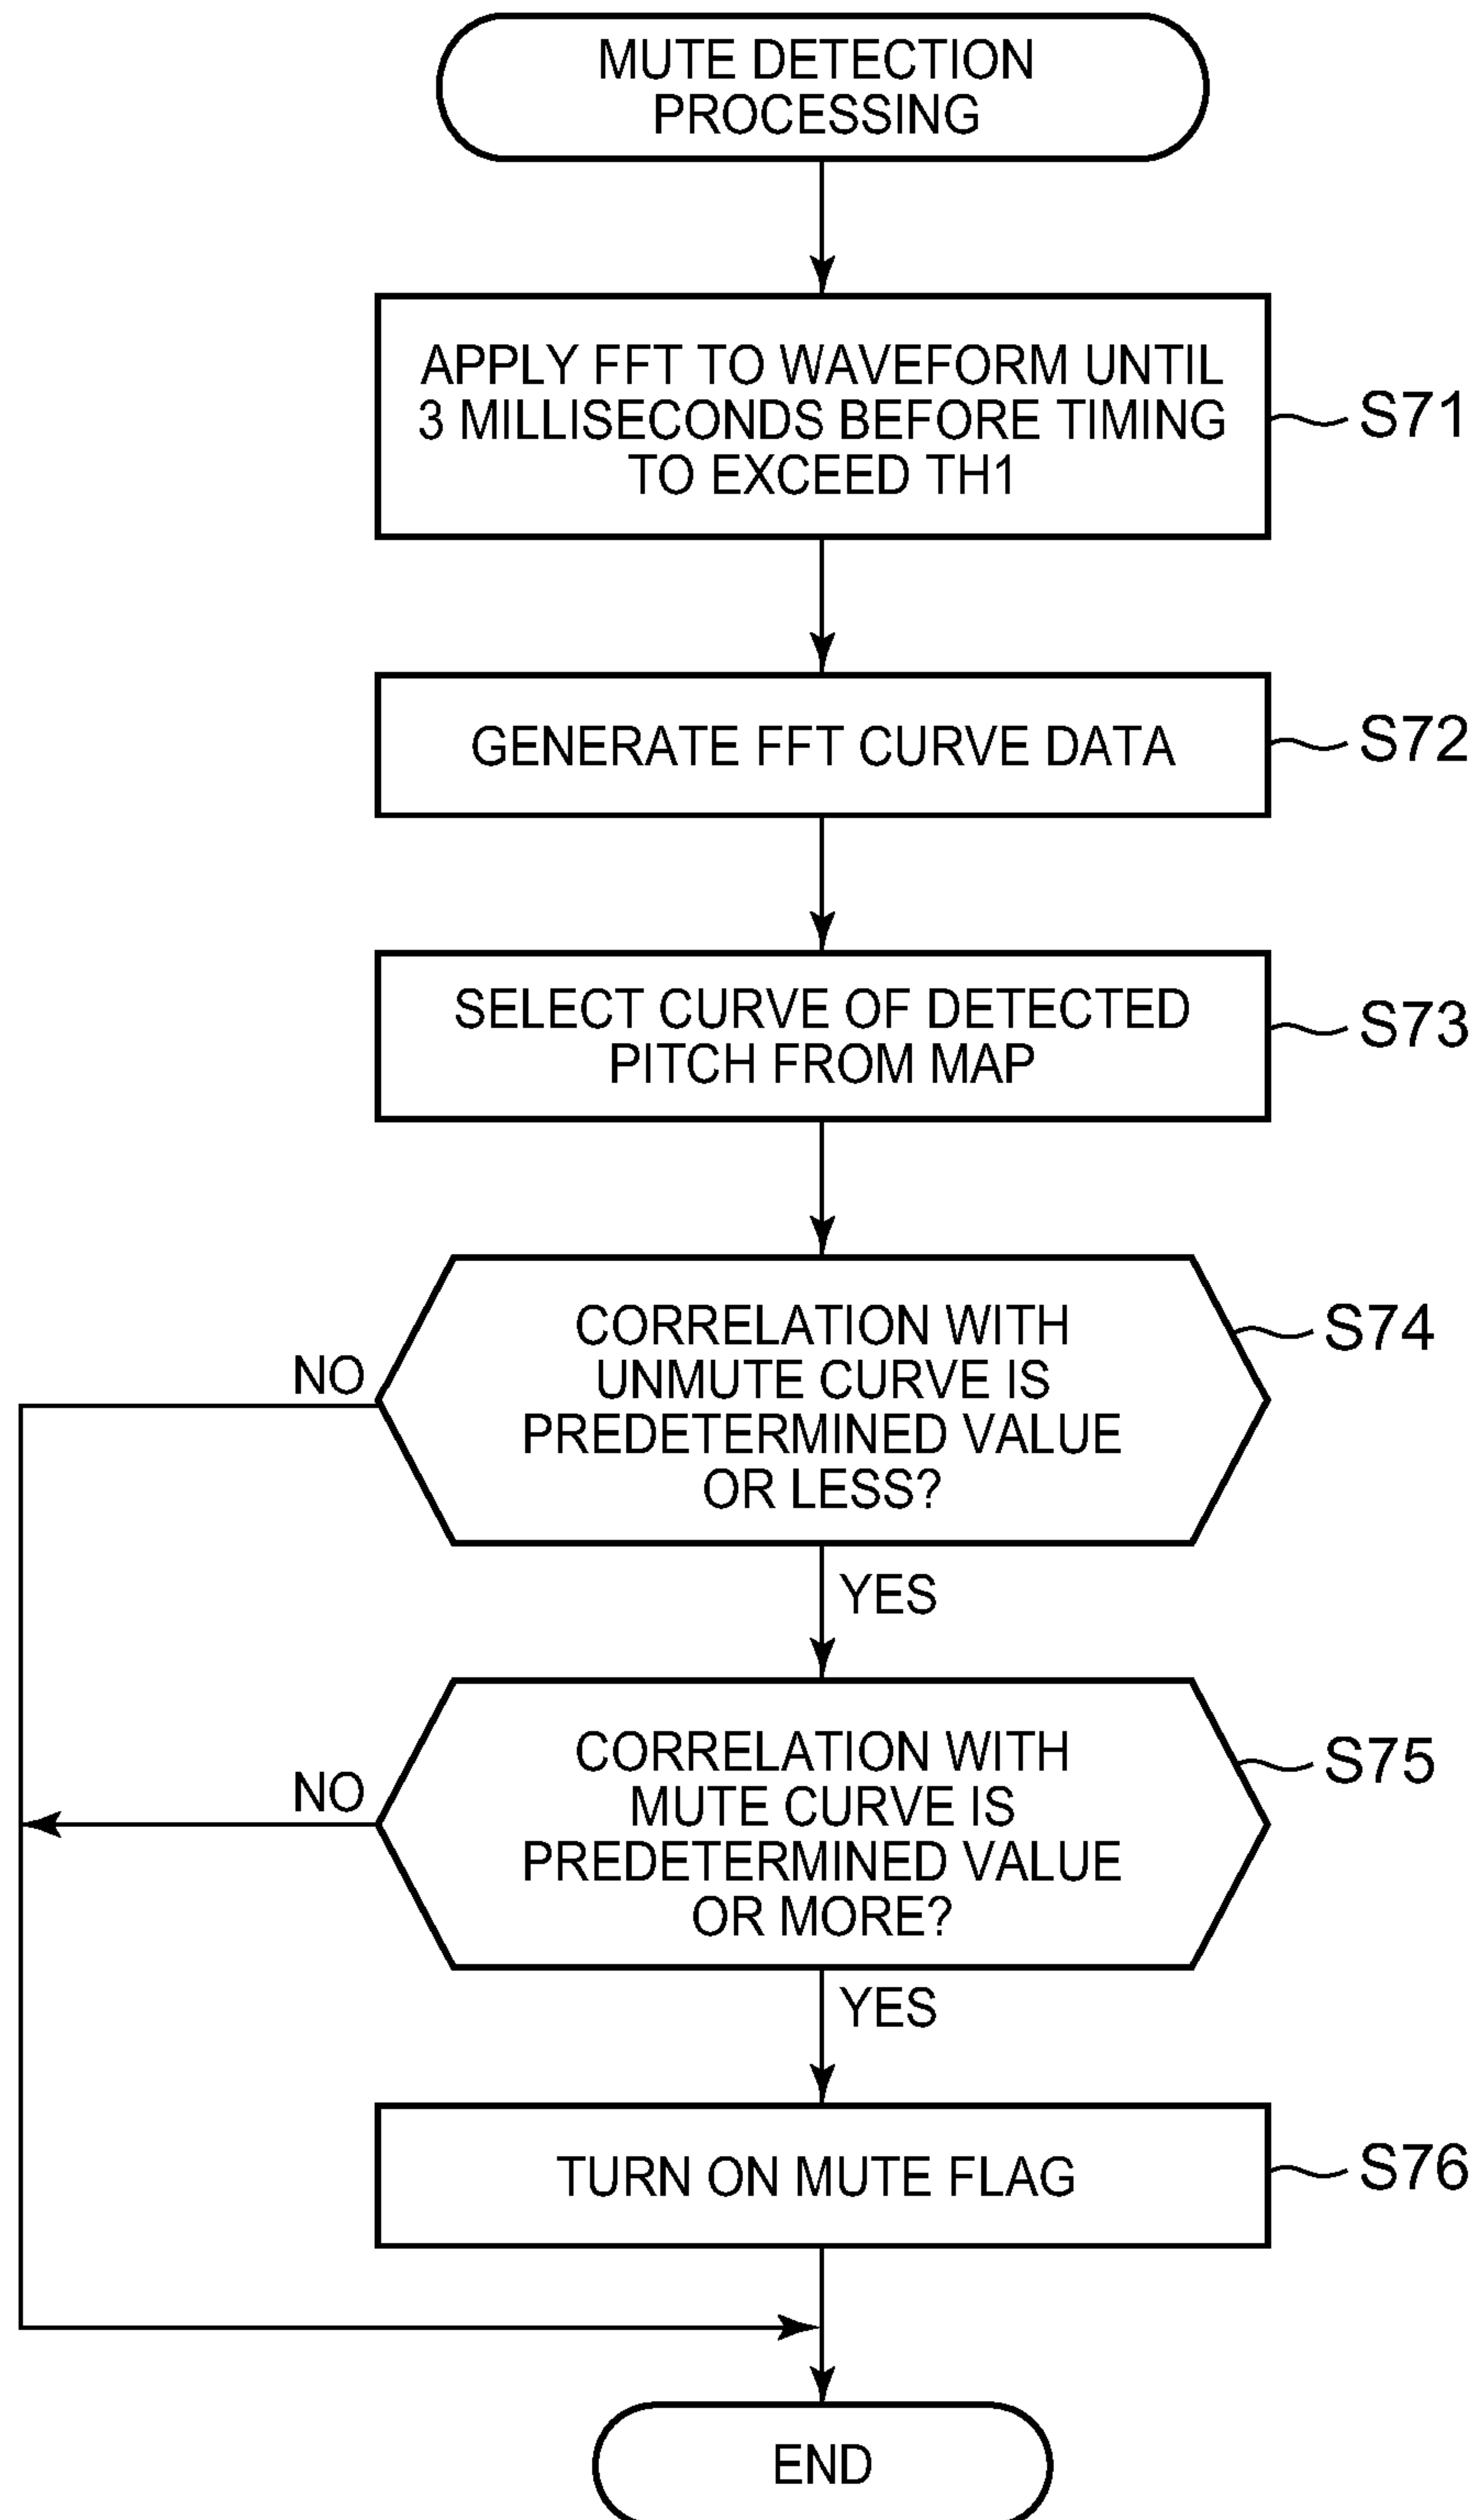 MUTE DETECTION
PROCESSING
APPLY FFT TO WAVEFORM UNTIL
3 MILLISECONDS BEFORE TIMING
TO EXCEED TH1
S71
GENERATE FFT CURVE DATA
S72
SELECT CURVE OF DETECTED
PITCH FROM MAP
S73
CORRELATION WITH
UNMUTE CURVE IS
PREDETERMINED VALUE
OR LESS?
S74
NO
YES
CORRELATION WITH
MUTE CURVE IS
PREDETERMINED VALUE
OR MORE?
S75
NO
YES
TURN ON MUTE FLAG
S76
END